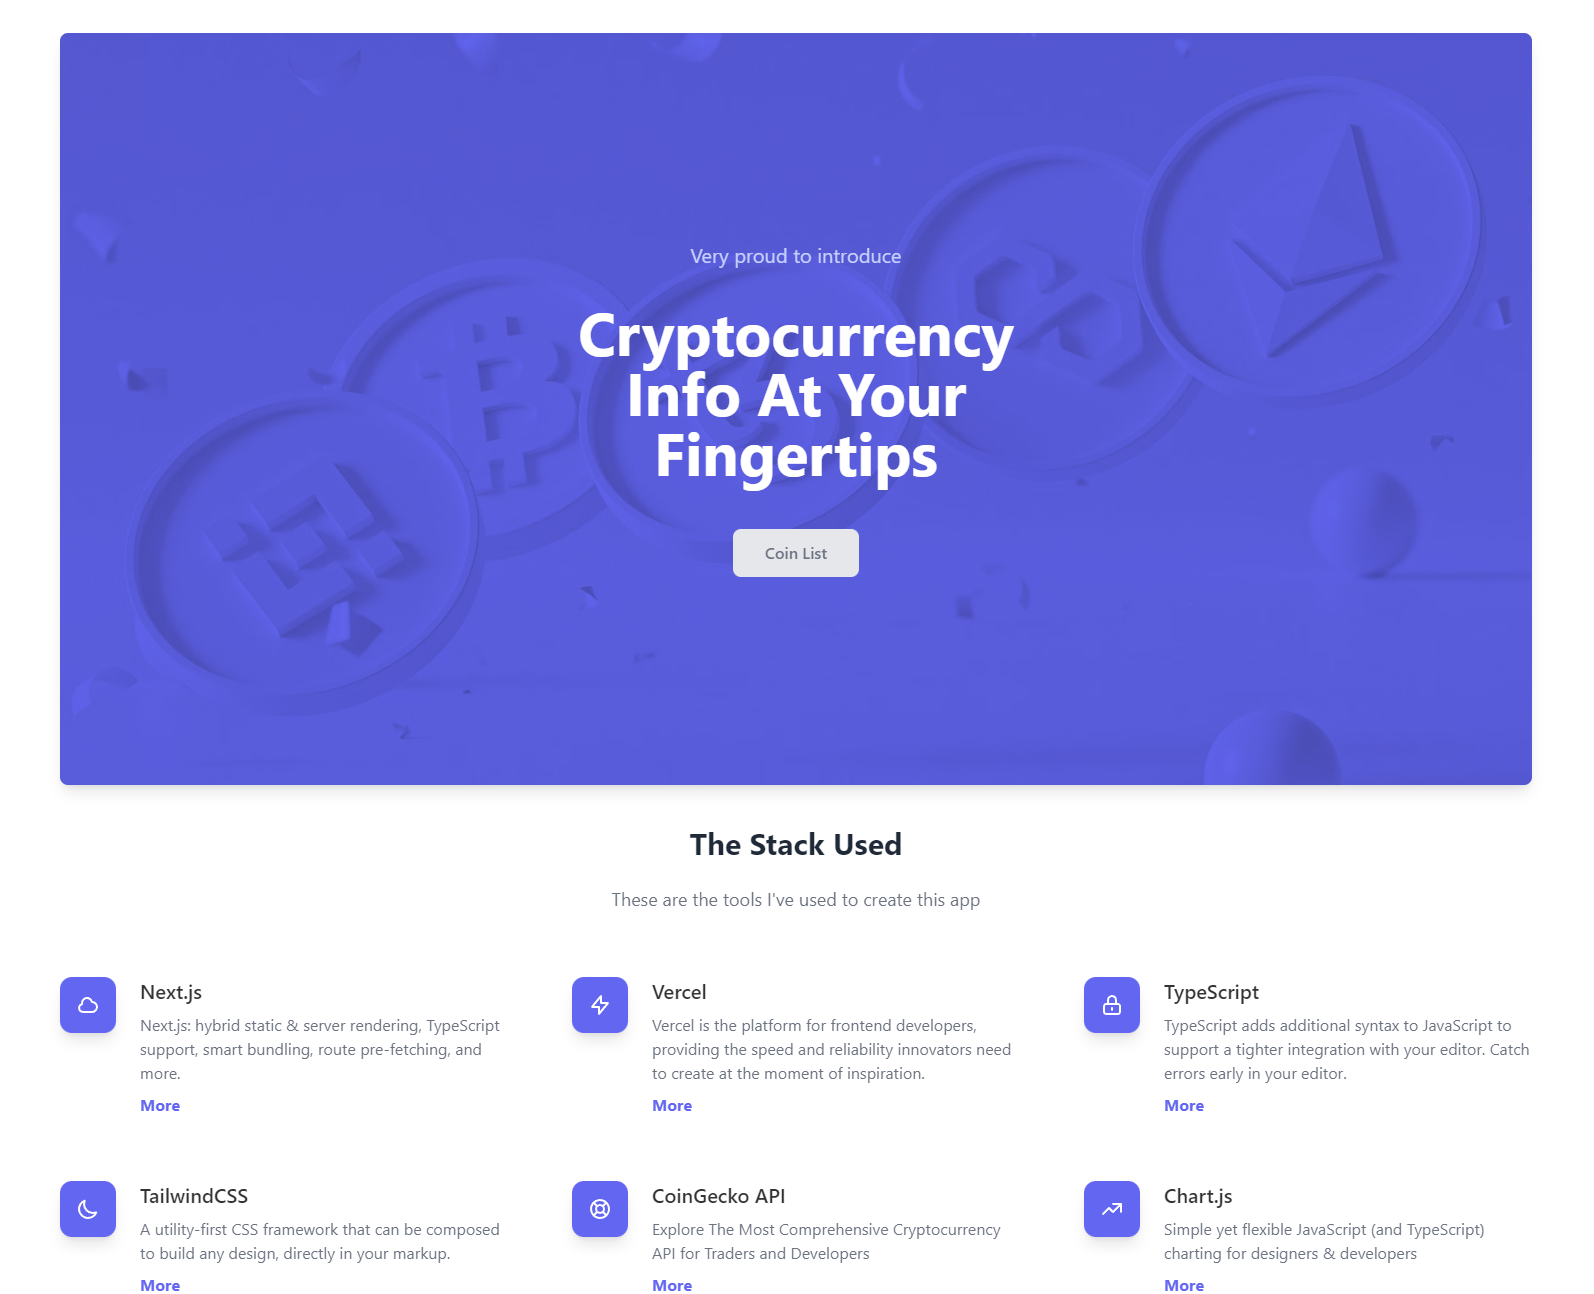 Very proud to introduce
Cryptocurrency
Info At Your
Fingertips
Coin List
The Stack Used
These are the tools I've used to create this app
Next.js
Next.js: hybrid static & server rendering, TypeScript
support, smart bundling, route pre-fetching, and
more.
More
Vercel
Vercel is the platform for frontend developers,
providing the speed and reliability innovators need
to create at the moment of inspiration.
More
TypeScript
TypeScript adds additional syntax to JavaScript to
support a tighter integration with your editor. Catch
errors early in your editor.
More
TailwindCSS
A utility-first CSS framework that can be composed
to build any design, directly in your markup.
More
CoinGecko API
Explore The Most Comprehensive Cryptocurrency
API for Traders and Developers
More
Chart.js
Simple yet flexible JavaScript (and TypeScript)
charting for designers & developers
More